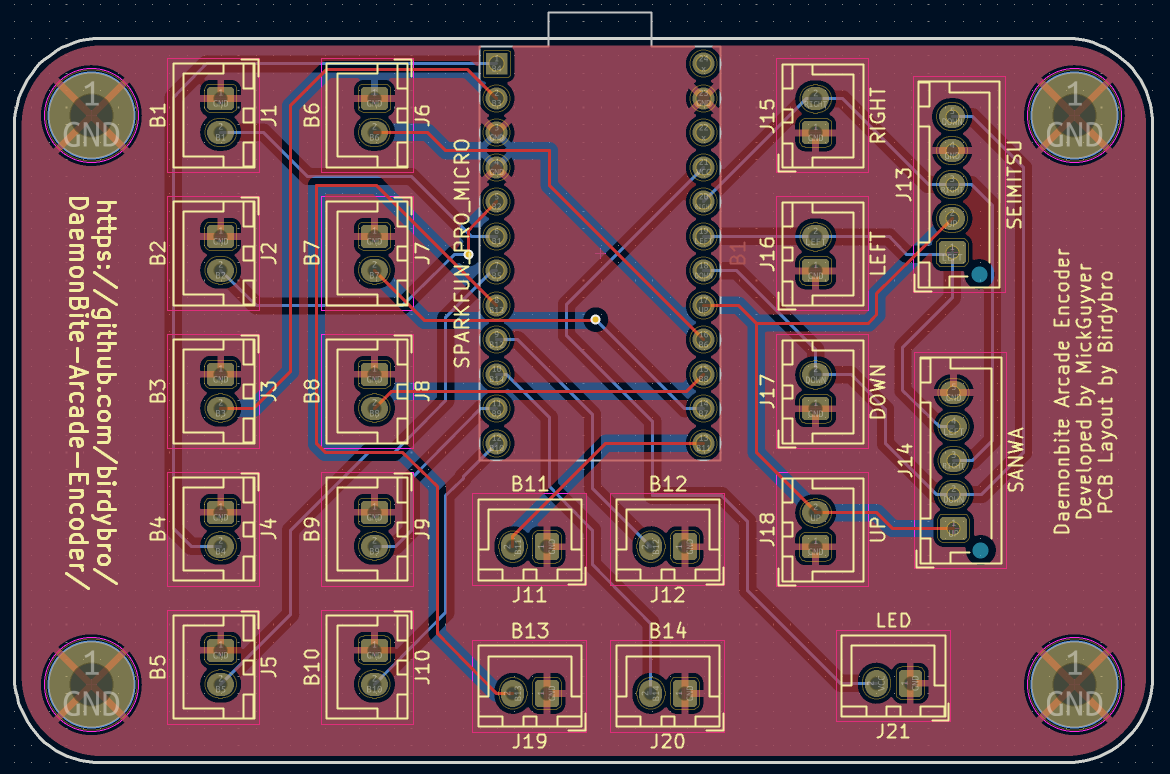 1
GND
B1
J1
B6
J6
J15
RIGHT
1
GND
J13
SEIMITSU
SPARKFUN_PRO_MICRO
https://github.com/birdybro/
DaemonBite-Arcade-Encoder/
B2
J2
B7
J7
B1
J16
LEFT
B3
J3
B8
J8
J17
DOWN
J14
SANWA
Daemonbite Arcade Encoder
Developed by MickGuyver
PCB Layout by Birdybro
B4
J4
B9
J9
B11
J11
B12
J12
J18
UP
B5
J5
B10
J10
B13
J19
B14
J20
LED
J21
1
GND
1
GND